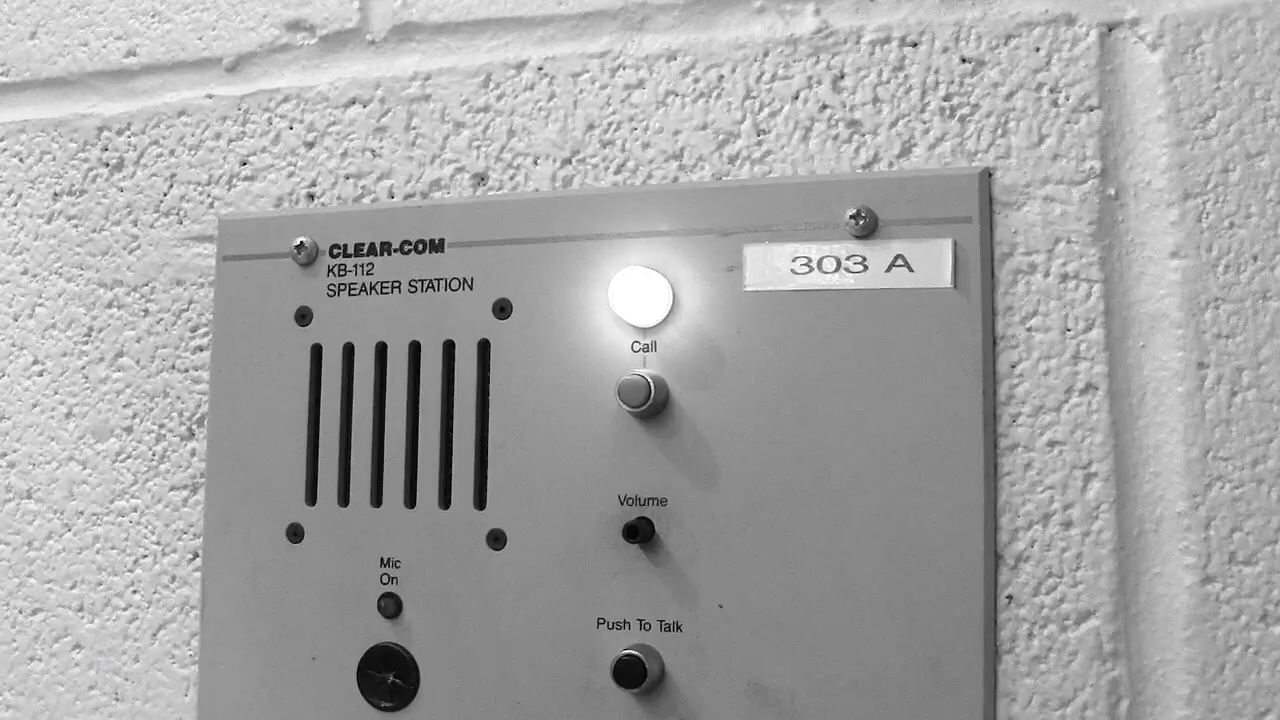 CLEAR-COM
KB-112
SPEAKER STATION
303 A
Call
Volume
Mic
On
Push To Talk